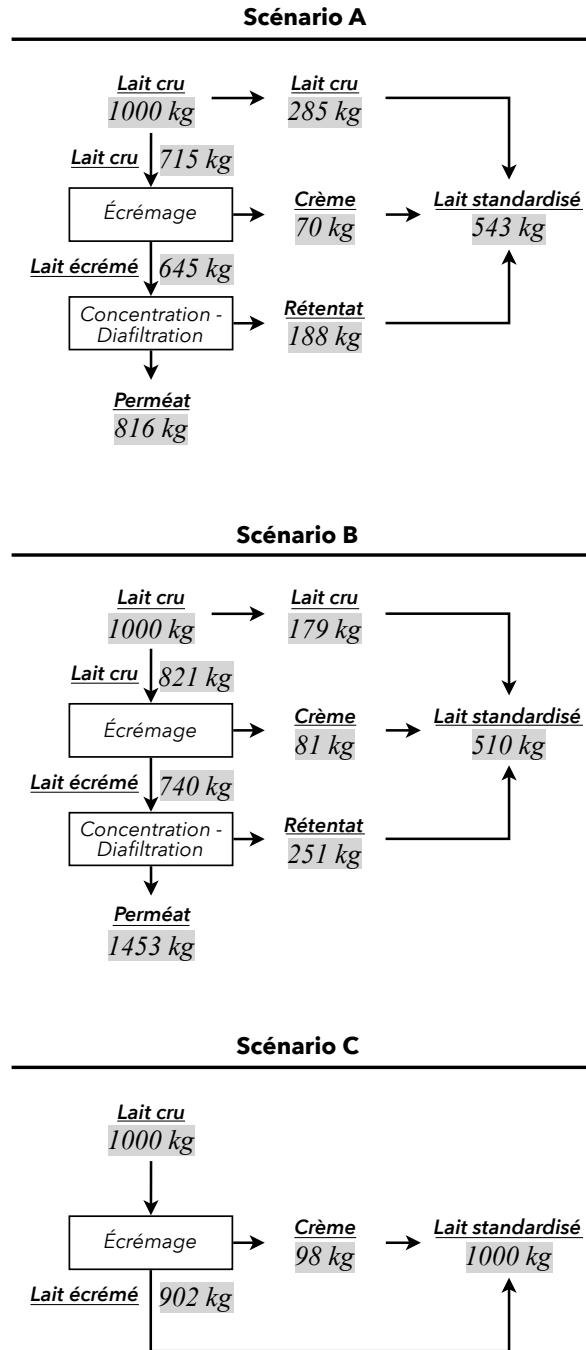 Scénario A
Lait cru
1000 kg
Lait cru
285 kg
Lait cru
715 kg
Écrémage
Crème
70 kg
Lait standardisé
543 kg
Lait écrémé
645 kg
Concentration -
Diafiltration
Rétentat
188 kg
Perméat
816 kg
Scénario B
Lait cru
1000 kg
Lait cru
179 kg
Lait cru
821 kg
Écrémage
Crème
81 kg
Lait standardisé
510 kg
Lait écrémé
740 kg
Concentration -
Diafiltration
Rétentat
251 kg
Perméat
1453 kg
Scénario C
Lait cru
1000 kg
Écrémage
Crème
98 kg
Lait standardisé
1000 kg
Lait écrémé
902 kg